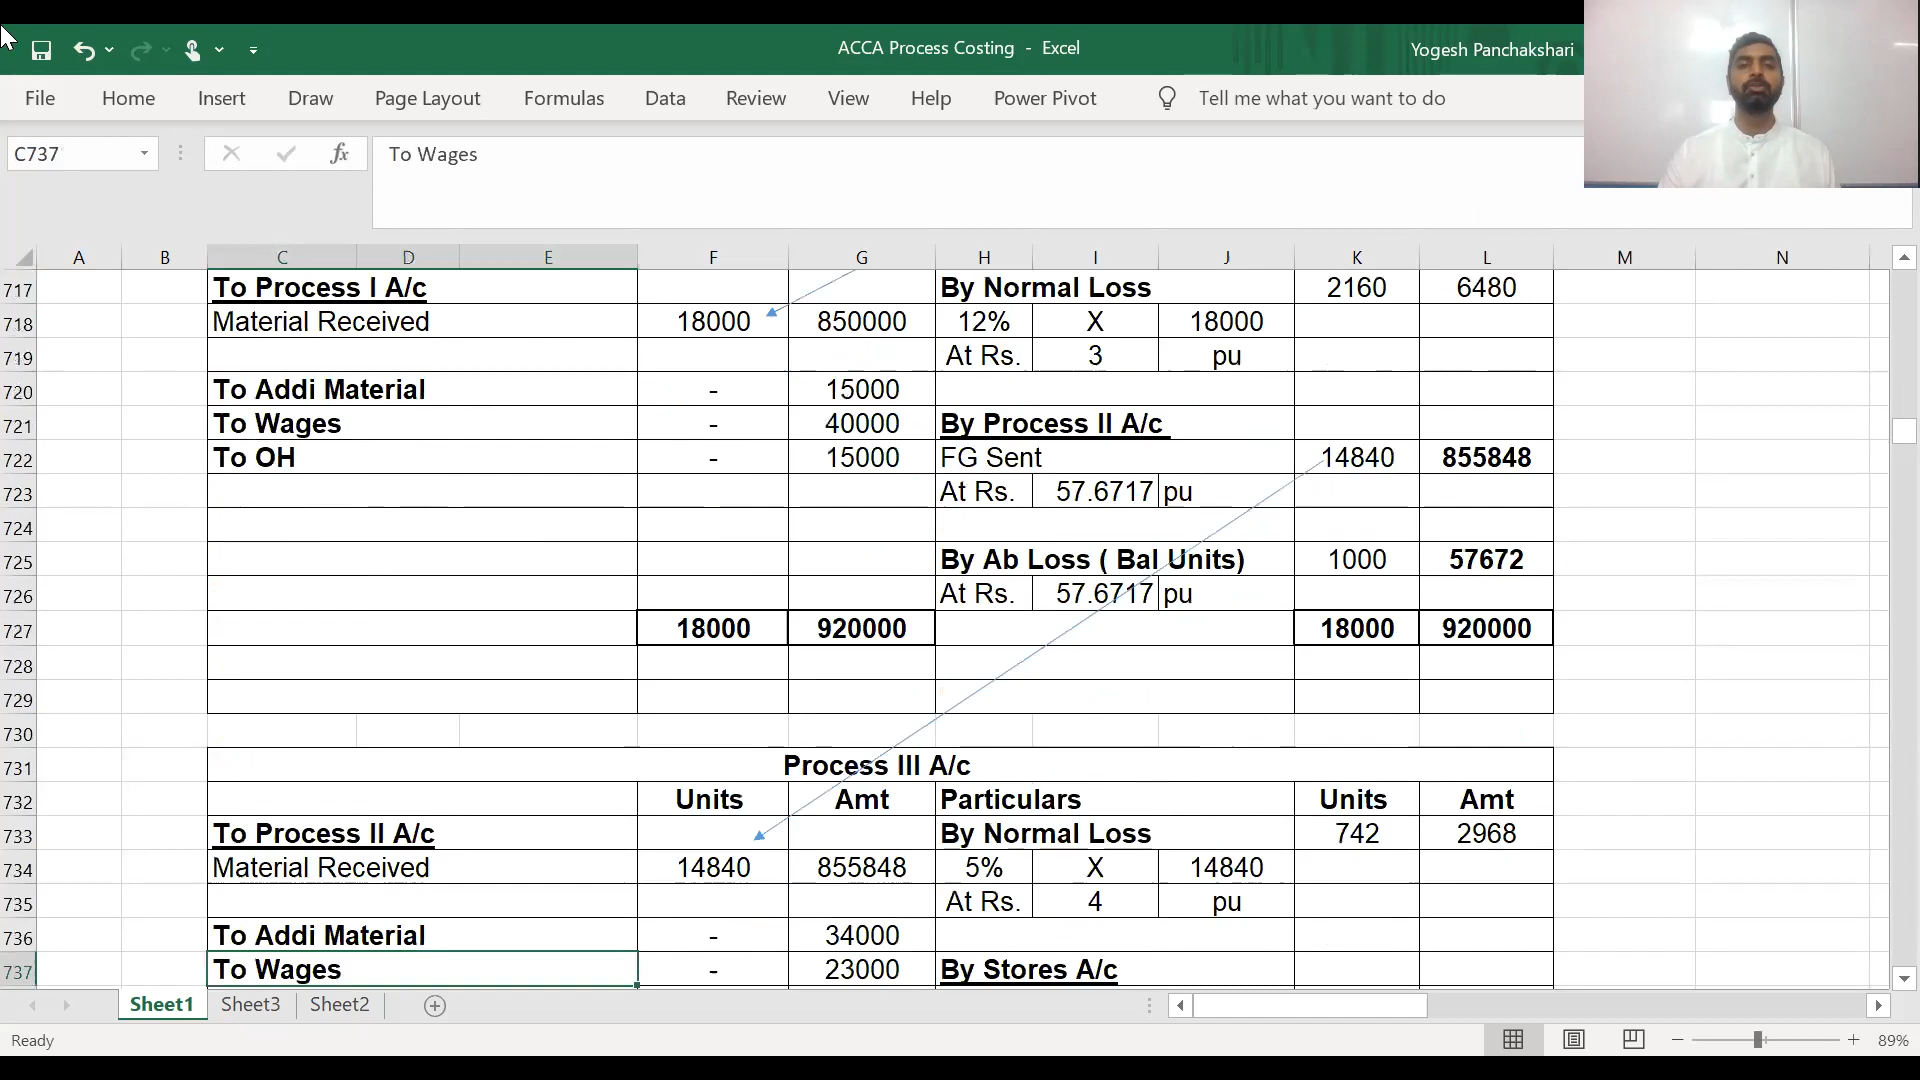 ACCA Process Costing - Excel
Yogesh Panchakshari
File Home Insert Draw Page Layout Formulas Data Review View Help Power Pivot Tell me what you want to do
C737 fx To Wages
A B C D E F G H I J K L M N
717 To Process I A/c By Normal Loss 2160 6480
718 Material Received 18000 850000 12% X 18000
719 At Rs. 3 pu
720 To Addi Material - 15000
721 To Wages - 40000 By Process II A/c
722 To OH - 15000 FG Sent 14840 855848
723 At Rs. 57.6717 pu
724
725 By Ab Loss ( Bal Units) 1000 57672
726 At Rs. 57.6717 pu
727 18000 920000 18000 920000
728
729
730
731 Process III A/c
732 Units Amt Particulars Units Amt
733 To Process II A/c By Normal Loss 742 2968
734 Material Received 14840 855848 5% X 14840
735 At Rs. 4 pu
736 To Addi Material - 34000
737 To Wages - 23000 By Stores A/c
Sheet1 Sheet3 Sheet2
Ready 89%